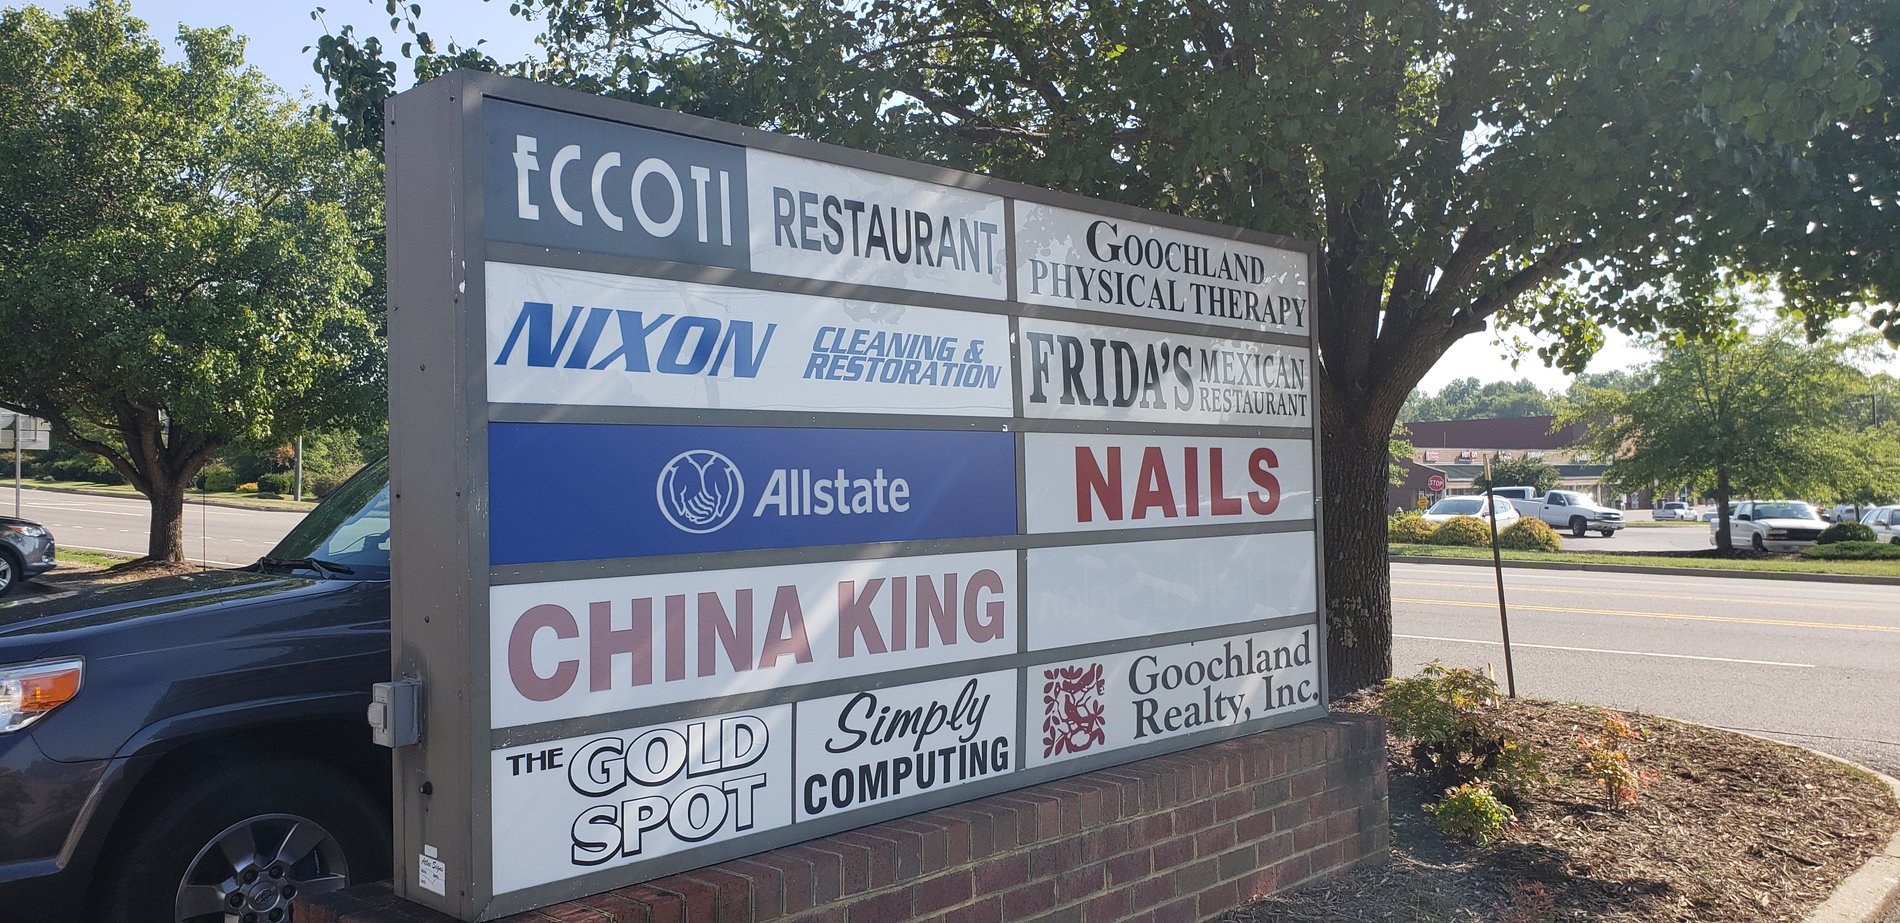 ECCOTI RESTAURANT
GOOCHLAND
PHYSICAL THERAPY
NIXON CLEANING &
RESTORATION
FRIDA'S MEXICAN
RESTAURANT
Allstate
NAILS
CHINA KING
THE GOLD
SPOT
Simply
COMPUTING
Goochland
Realty, Inc.
STOP